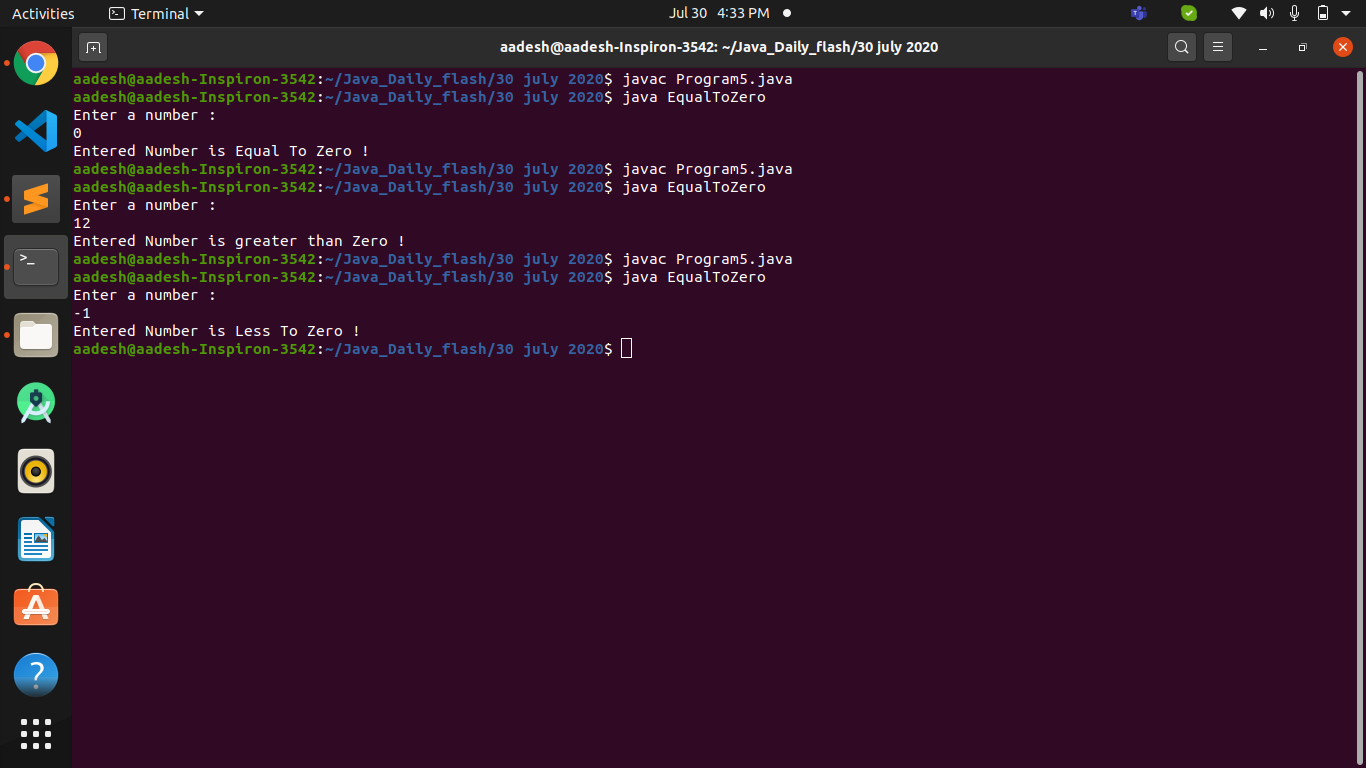 Activities Terminal Jul 30 4:33 PM
aadesh@aadesh-Inspiron-3542: ~/Java_Daily_flash/30 july 2020
aadesh@aadesh-Inspiron-3542:~/Java_Daily_flash/30 july 2020$ javac Program5.java
aadesh@aadesh-Inspiron-3542:~/Java_Daily_flash/30 july 2020$ java EqualToZero
Enter a number :
0
Entered Number is Equal To Zero !
aadesh@aadesh-Inspiron-3542:~/Java_Daily_flash/30 july 2020$ javac Program5.java
aadesh@aadesh-Inspiron-3542:~/Java_Daily_flash/30 july 2020$ java EqualToZero
Enter a number :
12
Entered Number is greater than Zero !
aadesh@aadesh-Inspiron-3542:~/Java_Daily_flash/30 july 2020$ javac Program5.java
aadesh@aadesh-Inspiron-3542:~/Java_Daily_flash/30 july 2020$ java EqualToZero
Enter a number :
-1
Entered Number is Less To Zero !
aadesh@aadesh-Inspiron-3542:~/Java_Daily_flash/30 july 2020$